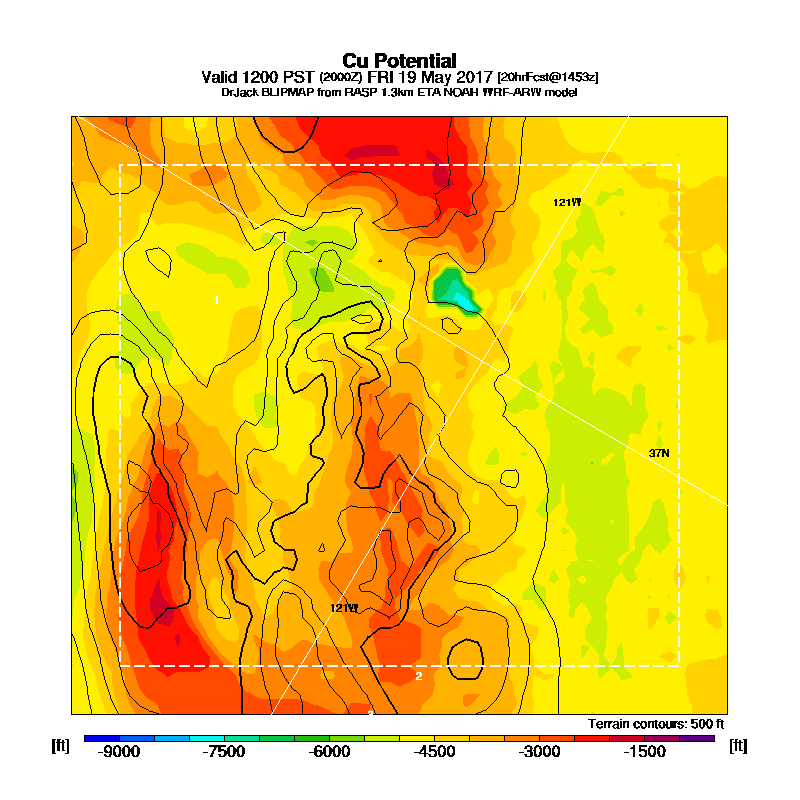 Cu Potential
Valid 1200 PST (2000Z) FRI 19 May 2017 [20hrFcst@1453z]
DrJack BLIPMAP from RASP 1.3km ETA NOAH WRF-ARW model
121W
1
37N
121W
2
Terrain contours: 500 ft
[ft] -9000 -7500 -6000 -4500 -3000 -1500 [ft]